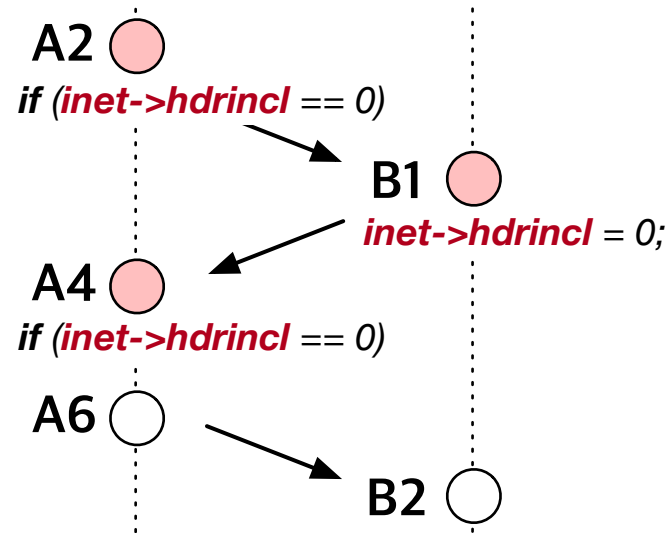 A2
if (inet->hdrincl == 0)
B1
inet->hdrincl = 0;
A4
if (inet->hdrincl == 0)
A6
B2